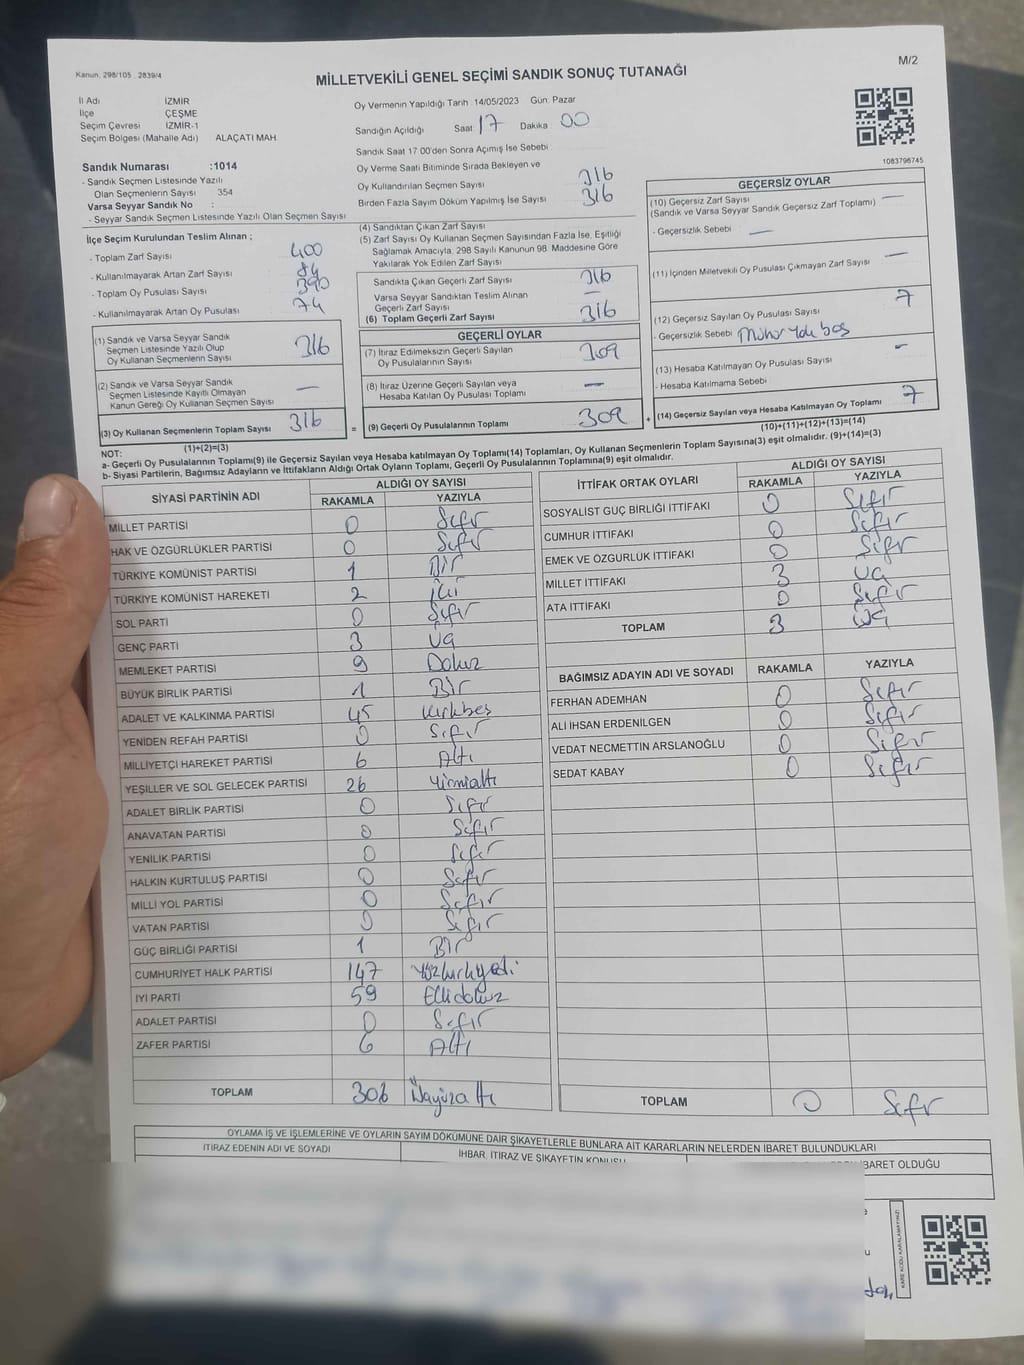 Kanun, 298/105 . 2839/4
M/2
MİLLETVEKİLİ GENEL SEÇİMİ SANDIK SONUÇ TUTANAĞI
İl Adı İZMİR
İlçe ÇEŞME
Seçim Çevresi İZMİR-1
Seçim Bölgesi (Mahalle Adı) ALAÇATI MAH.
Sandık Numarası :1014
- Sandık Seçmen Listesinde Yazılı
Olan Seçmenlerin Sayısı 354
Varsa Seyyar Sandık No :
- Seyyar Sandık Seçmen Listesinde Yazılı Olan Seçmen Sayısı
Oy Vermenin Yapıldığı Tarih 14/05/2023 Gün: Pazar
Sandığın Açıldığı Saat 17 Dakika 00
Sandık Saat 17.00'den Sonra Açımış İse Sebebi
Oy Verme Saati Bitiminde Sırada Bekleyen ve
Oy Kullandırılan Seçmen Sayısı 316
Birden Fazla Sayım Döküm Yapılmış İse Sayısı 316
1083796745
İlçe Seçim Kurulundan Teslim Alınan ;
- Toplam Zarf Sayısı 400
- Kullanılmayarak Artan Zarf Sayısı 84
- Toplam Oy Pusulası Sayısı 390
- Kullanılmayarak Artan Oy Pusulası 74
(4) Sandıktan Çıkan Zarf Sayısı
(5) Zarf Sayısı Oy Kullanan Seçmen Sayısından Fazla İse, Eşitliği
Sağlamak Amacıyla, 298 Sayılı Kanunun 98. Maddesine Göre
Yakılarak Yok Edilen Zarf Sayısı
Sandıkta Çıkan Geçerli Zarf Sayısı 316
Varsa Seyyar Sandıktan Teslim Alınan
Geçerli Zarf Sayısı —
(6) Toplam Geçerli Zarf Sayısı 316
GEÇERSİZ OYLAR
(10) Geçersiz Zarf Sayısı —
(Sandık ve Varsa Seyyar Sandık Geçersiz Zarf Toplamı)
- Geçersizlik Sebebi —
(11) İçinden Milletvekili Oy Pusulası Çıkmayan Zarf Sayısı —
(12) Geçersiz Sayılan Oy Pusulası Sayısı 7
- Geçersizlik Sebebi Mühür Yok boş
(13) Hesaba Katılmayan Oy Pusulası Sayısı —
- Hesaba Katılmama Sebebi
(14) Geçersiz Sayılan veya Hesaba Katılmayan Oy Toplamı 7
(10)+(11)+(12)+(13)=(14)
(1) Sandık ve Varsa Seyyar Sandık
Seçmen Listesinde Yazılı Olup
Oy Kullanan Seçmenlerin Sayısı 316
(2) Sandık ve Varsa Seyyar Sandık
Seçmen Listesinde Kayıtlı Olmayan
Kanun Gereği Oy Kullanan Seçmen Sayısı —
(3) Oy Kullanan Seçmenlerin Toplam Sayısı 316
(1)+(2)=(3)
GEÇERLİ OYLAR
(7) İtiraz Edilmeksizin Geçerli Sayılan
Oy Pusulalarının Sayısı 309
(8) İtiraz Üzerine Geçerli Sayılan veya
Hesaba Katılan Oy Pusulası Toplamı —
= (9) Geçerli Oy Pusulalarının Toplamı 309 +
NOT:
a- Geçerli Oy Pusulalarının Toplamı(9) ile Geçersiz Sayılan veya Hesaba katılmayan Oy Toplamı(14) Toplamları, Oy Kullanan Seçmenlerin Toplam Sayısına(3) eşit olmalıdır. (9)+(14)=(3)
b- Siyasi Partilerin, Bağımsız Adayların ve İttifakların Aldığı Ortak Oyların Toplamı, Geçerli Oy Pusulalarının Toplamına(9) eşit olmalıdır.
SİYASİ PARTİNİN ADI ALDIĞI OY SAYISI
RAKAMLA YAZIYLA
MİLLET PARTİSİ 0 Sıfır
HAK VE ÖZGÜRLÜKLER PARTİSİ 0 Sıfır
TÜRKİYE KOMÜNİST PARTİSİ 1 Bir
TÜRKİYE KOMÜNİST HAREKETİ 2 iki
SOL PARTİ 0 Sıfır
GENÇ PARTİ 3 Üç
MEMLEKET PARTİSİ 9 Dokuz
BÜYÜK BİRLİK PARTİSİ 1 Bir
ADALET VE KALKINMA PARTİSİ 45 Kırkbeş
YENİDEN REFAH PARTİSİ 0 Sıfır
MİLLİYETÇİ HAREKET PARTİSİ 6 Altı
YEŞİLLER VE SOL GELECEK PARTİSİ 26 Yirmialtı
ADALET BİRLİK PARTİSİ 0 Sıfır
ANAVATAN PARTİSİ 0 Sıfır
YENİLİK PARTİSİ 0 Sıfır
HALKIN KURTULUŞ PARTİSİ 0 Sıfır
MİLLİ YOL PARTİSİ 0 Sıfır
VATAN PARTİSİ 0 Sıfır
GÜÇ BİRLİĞİ PARTİSİ 1 Bir
CUMHURİYET HALK PARTİSİ 147 Yüzkırkyedi
İYİ PARTİ 59 Ellidokuz
ADALET PARTİSİ 0 Sıfır
ZAFER PARTİSİ 6 Altı
TOPLAM 306 Üçyüzaltı
İTTİFAK ORTAK OYLARI ALDIĞI OY SAYISI
RAKAMLA YAZIYLA
SOSYALİST GÜÇ BİRLİĞİ İTTİFAKI 0 Sıfır
CUMHUR İTTİFAKI 0 Sıfır
EMEK VE ÖZGÜRLÜK İTTİFAKI 0 Sıfır
MİLLET İTTİFAKI 3 Üç
ATA İTTİFAKI 0 Sıfır
TOPLAM 3 Üç
BAĞIMSIZ ADAYIN ADI VE SOYADI RAKAMLA YAZIYLA
FERHAN ADEMHAN 0 Sıfır
ALİ İHSAN ERDENİLGEN 0 Sıfır
VEDAT NECMETTİN ARSLANOĞLU 0 Sıfır
SEDAT KABAY 0 Sıfır
TOPLAM 0 Sıfır
OYLAMA İŞ VE İŞLEMLERİNE VE OYLARIN SAYIM DÖKÜMÜNE DAİR ŞİKAYETLERLE BUNLARA AİT KARARLARIN NELERDEN İBARET BULUNDUKLARI
İTİRAZ EDENİN ADI VE SOYADI
İHBAR, İTİRAZ VE ŞİKAYETİN KONUSU
BARET OLDUĞU
KARE KODU KARALAMAYINIZ!